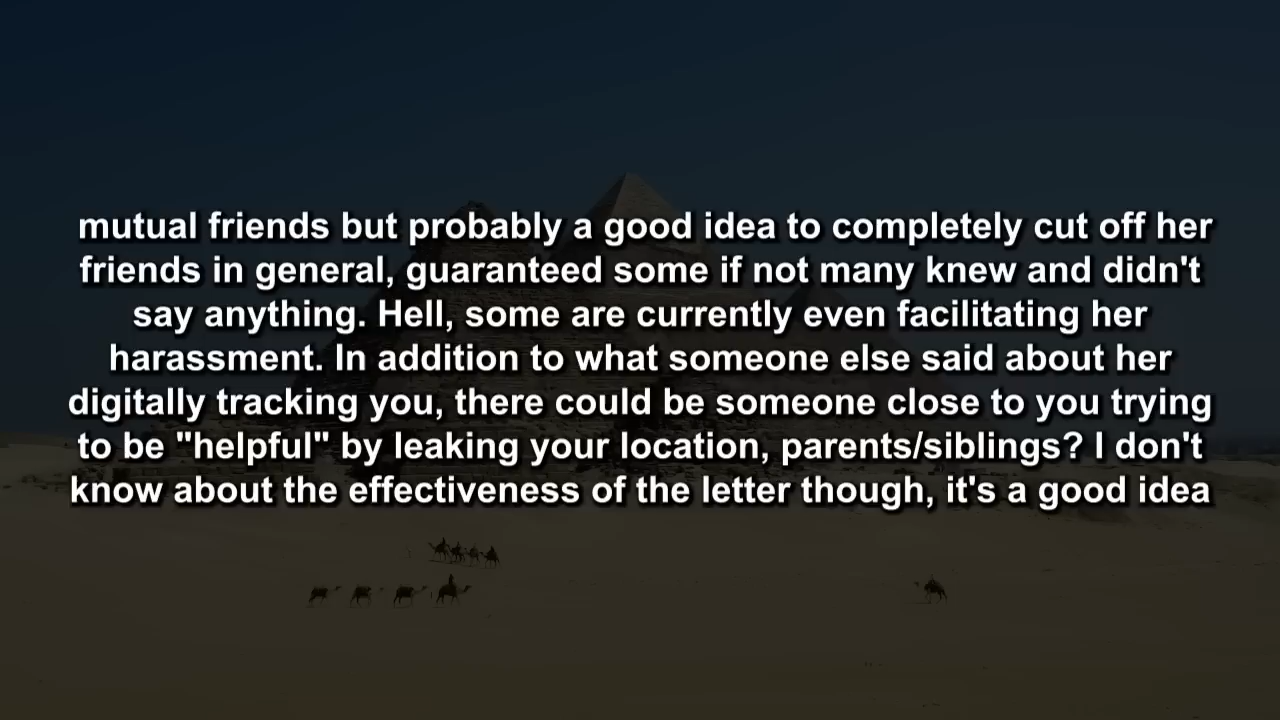 mutual friends but probably a good idea to completely cut off her
friends in general, guaranteed some if not many knew and didn't
say anything. Hell, some are currently even facilitating her
harassment. In addition to what someone else said about her
digitally tracking you, there could be someone close to you trying
to be "helpful" by leaking your location, parents/siblings? I don't
know about the effectiveness of the letter though, it's a good idea